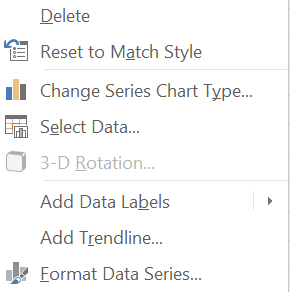 Delete
Reset to Match Style
Change Series Chart Type...
Select Data...
3-D Rotation...
Add Data Labels
Add Trendline...
Format Data Series...